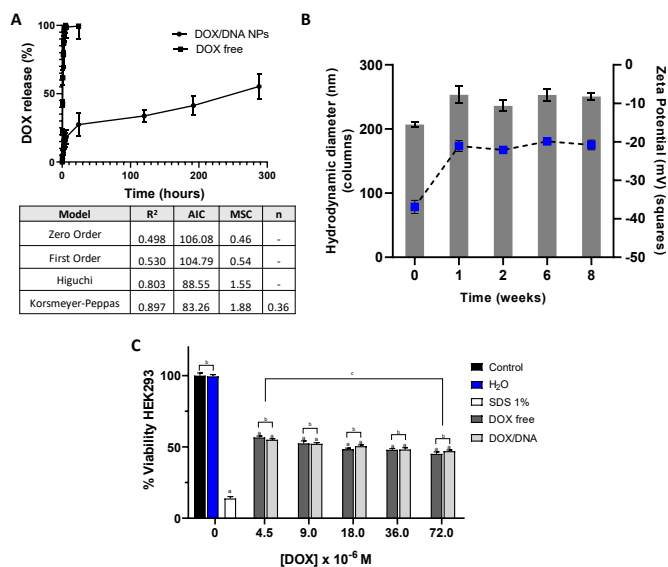 A
DOX release (%)
100
50
0
0
100
200
300
Time (hours)
DOX/DNA NPs
DOX free
Model R² AIC MSC n
Zero Order 0.498 106.08 0.46 -
First Order 0.530 104.79 0.54 -
Higuchi 0.803 88.55 1.55 -
Korsmeyer-Peppas 0.897 83.26 1.88 0.36
B
Hydrodynamic diameter (nm)
(columns)
300
200
100
0
0 1 2 6 8
Time (weeks)
0
-10
-20
-30
-40
-50
Zeta Potential (mV)
(squares)
C
% Viability HEK293
100
50
0
b
a
c
b b b b b
a a a a a a a a a a
0 4.5 9.0 18.0 36.0 72.0
[DOX] x 10⁻⁶ M
Control
H₂O
SDS 1%
DOX free
DOX/DNA